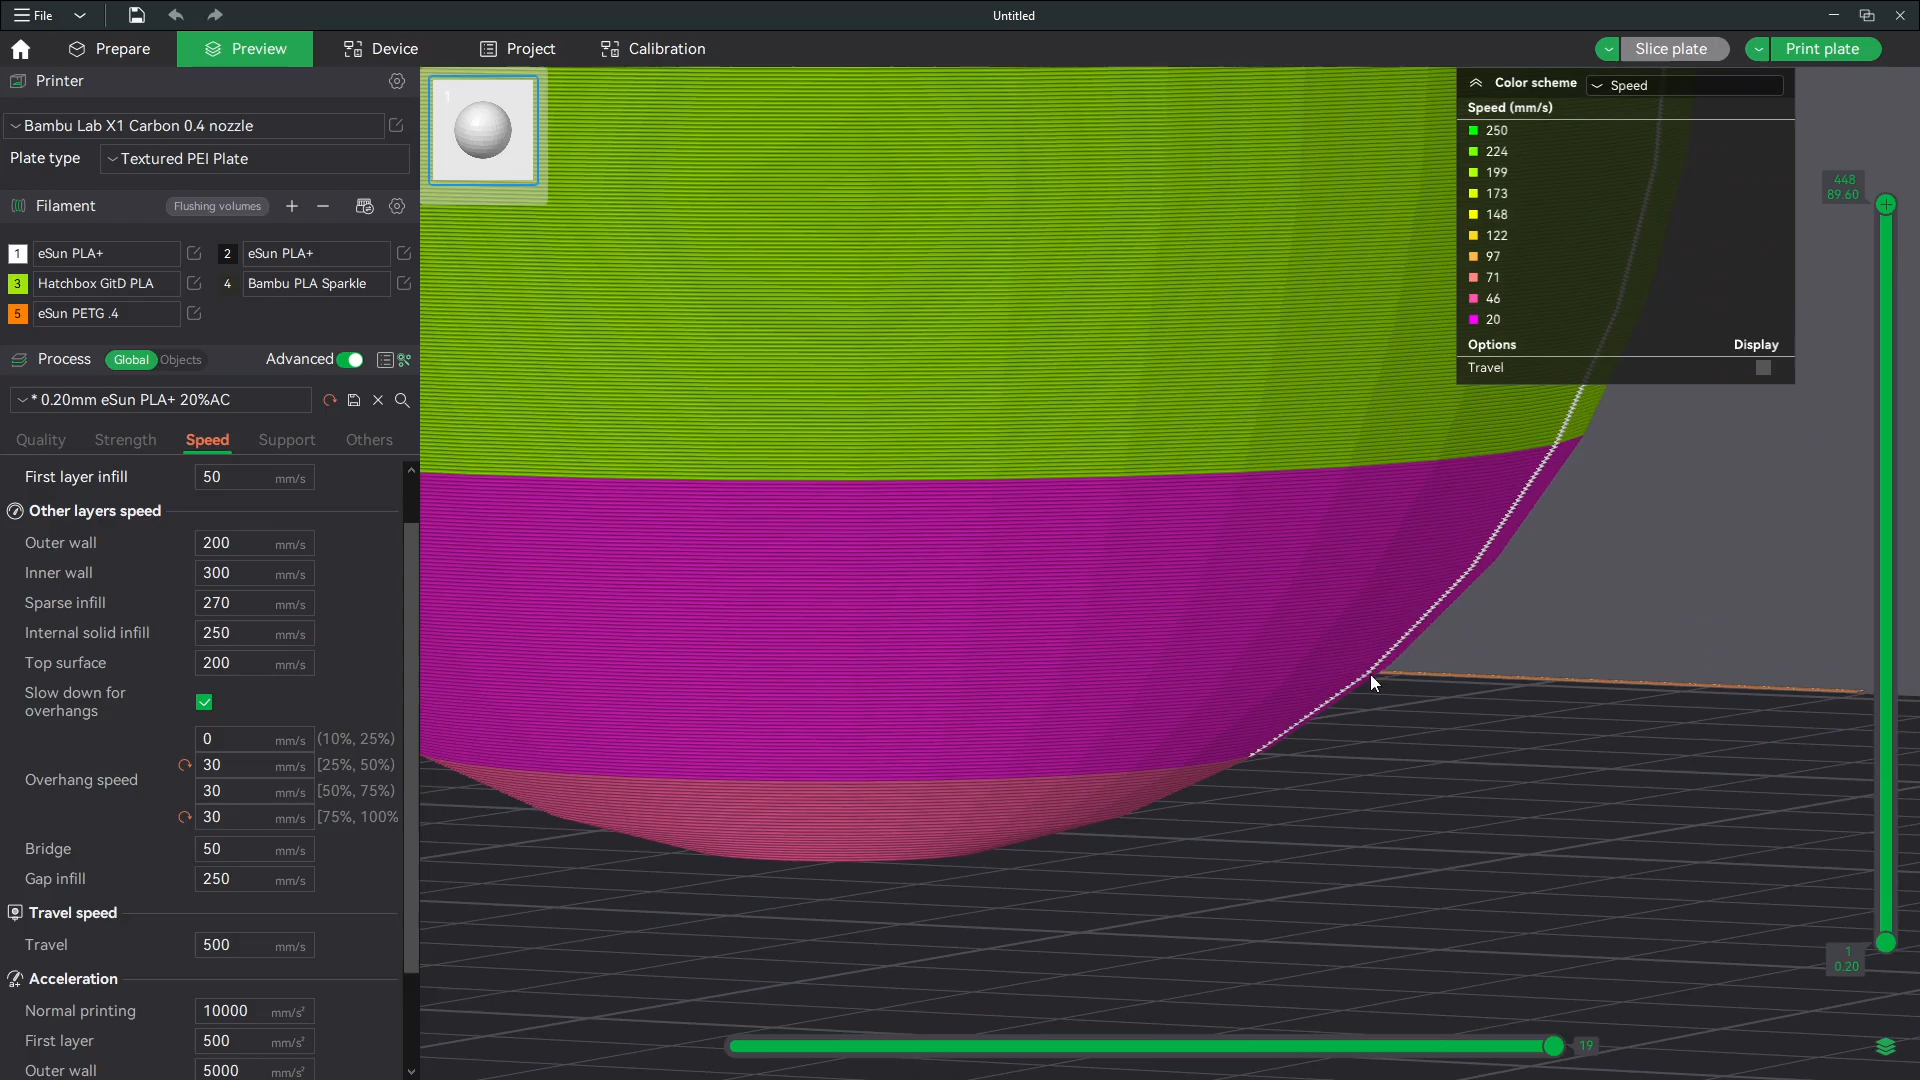 File
Untitled
Prepare
Preview
Device
Project
Calibration
Slice plate
Print plate
Printer
Bambu Lab X1 Carbon 0.4 nozzle
Plate type
Textured PEI Plate
Filament
Flushing volumes
1 eSun PLA+
2 eSun PLA+
3 Hatchbox GitD PLA
4 Bambu PLA Sparkle
5 eSun PETG .4
Process
Global
Objects
Advanced
* 0.20mm eSun PLA+ 20%AC
Quality
Strength
Speed
Support
Others
First layer infill 50 mm/s
Other layers speed
Outer wall 200 mm/s
Inner wall 300 mm/s
Sparse infill 270 mm/s
Internal solid infill 250 mm/s
Top surface 200 mm/s
Slow down for
overhangs
Overhang speed
0 mm/s (10%, 25%)
30 mm/s [25%, 50%)
30 mm/s [50%, 75%)
30 mm/s [75%, 100%
Bridge 50 mm/s
Gap infill 250 mm/s
Travel speed
Travel 500 mm/s
Acceleration
Normal printing 10000 mm/s²
First layer 500 mm/s²
Outer wall 5000 mm/s²
1
Color scheme
Speed
Speed (mm/s)
250
224
199
173
148
122
97
71
46
20
Options Display
Travel
448
89.60
1
0.20
19